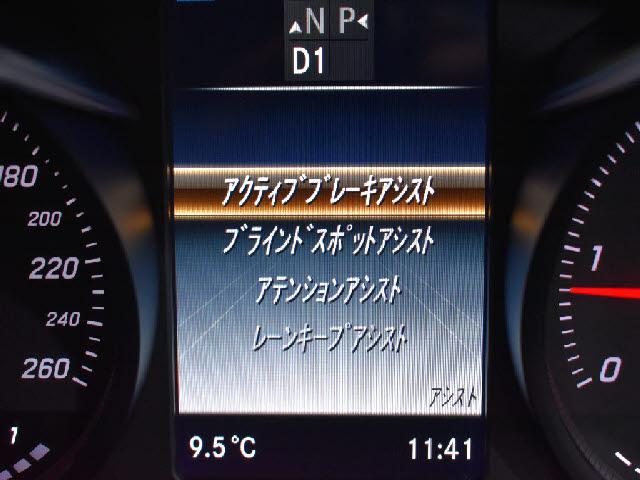 N P
D1
アクティブブレーキアシスト
ブラインドスポットアシスト
アテンションアシスト
レーンキープアシスト
アシスト
9.5°C 11:41
180
200
220
240
260
1
1
0